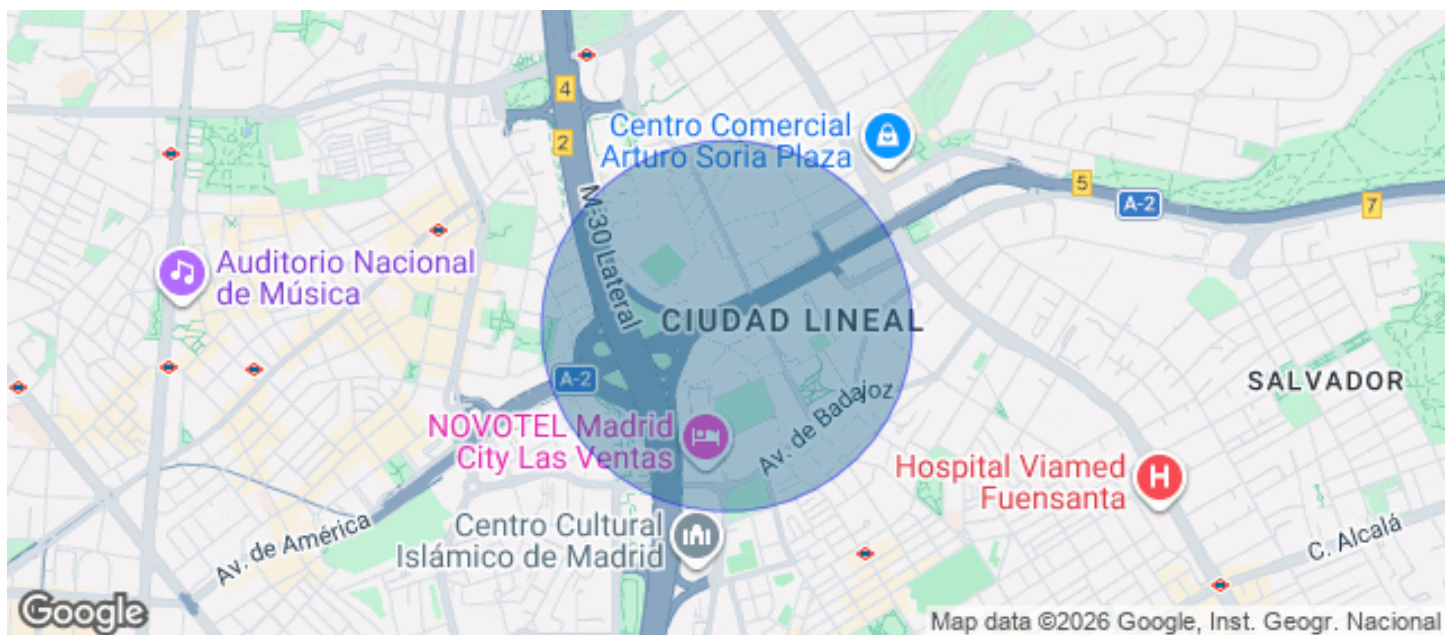 4
2
Centro Comercial
Arturo Soria Plaza
5
A-2
7
M-30 Lateral
Auditorio Nacional
de Música
CIUDAD LINEAL
A-2
SALVADOR
Av. de Badajoz
NOVOTEL Madrid
City Las Ventas
Hospital Viamed
Fuensanta
H
Av. de América
Centro Cultural
Islámico de Madrid
C. Alcalá
Google
Map data ©2026 Google, Inst. Geogr. Nacional